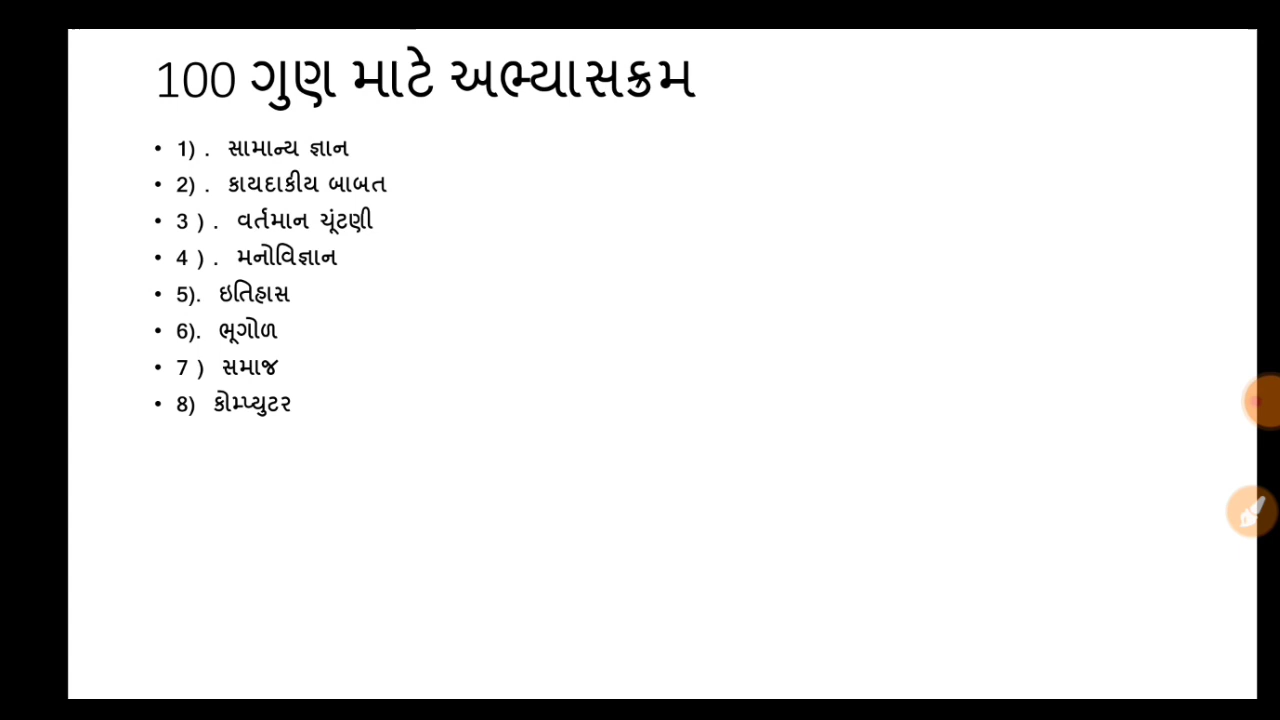 100 ગુણ માટે અભ્યાસક્રમ
• 1) . સામાન્ય જ્ઞાન
• 2) . કાયદાકીય બાબત
• 3 ) . વર્તમાન ચૂંટણી
• 4 ) . મનોવિજ્ઞાન
• 5). ઇતિહાસ
• 6). ભૂગોળ
• 7 ) સમાજ
• 8) કોમ્પ્યુટર